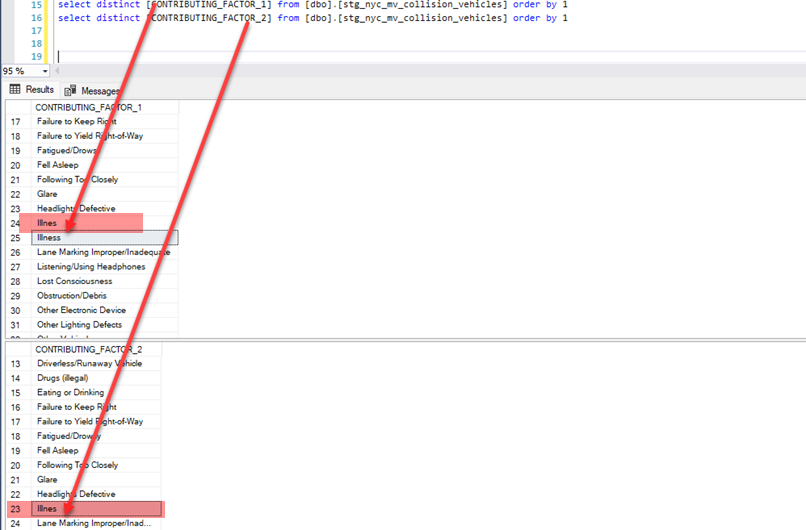 15 select distinct [CONTRIBUTING_FACTOR_1] from [dbo].[stg_nyc_mv_collision_vehicles] order by 1
16 select distinct [CONTRIBUTING_FACTOR_2] from [dbo].[stg_nyc_mv_collision_vehicles] order by 1
17
18
19
95 %
Results Messages
CONTRIBUTING_FACTOR_1
17 Failure to Keep Right
18 Failure to Yield Right-of-Way
19 Fatigued/Drowsy
20 Fell Asleep
21 Following Too Closely
22 Glare
23 Headlights Defective
24 Illnes
25 Illness
26 Lane Marking Improper/Inadequate
27 Listening/Using Headphones
28 Lost Consciousness
29 Obstruction/Debris
30 Other Electronic Device
31 Other Lighting Defects
CONTRIBUTING_FACTOR_2
13 Driverless/Runaway Vehicle
14 Drugs (illegal)
15 Eating or Drinking
16 Failure to Keep Right
17 Failure to Yield Right-of-Way
18 Fatigued/Drowsy
19 Fell Asleep
20 Following Too Closely
21 Glare
22 Headlights Defective
23 Illnes
24 Lane Marking Improper/Inad...